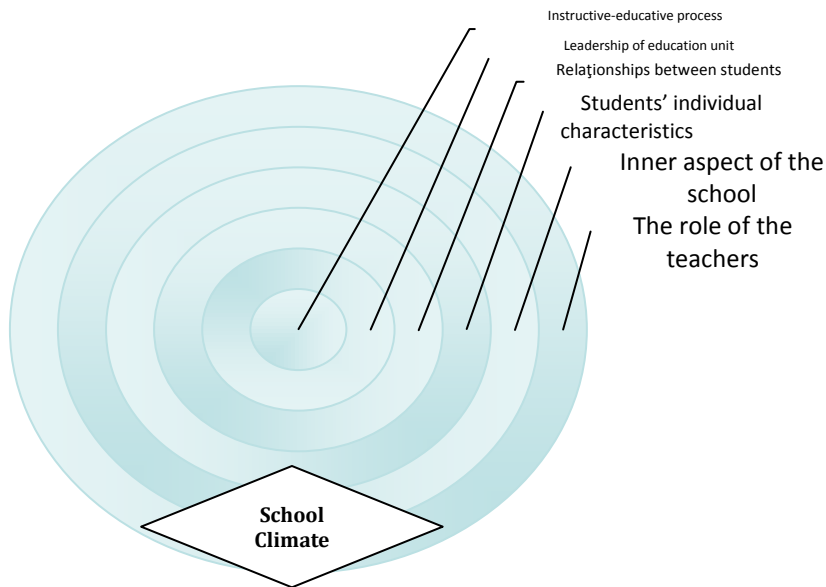 Instructive-educative process
Leadership of education unit
Relaţionships between students
Students’ individual
characteristics
Inner aspect of the
school
The role of the
teachers
School
Climate